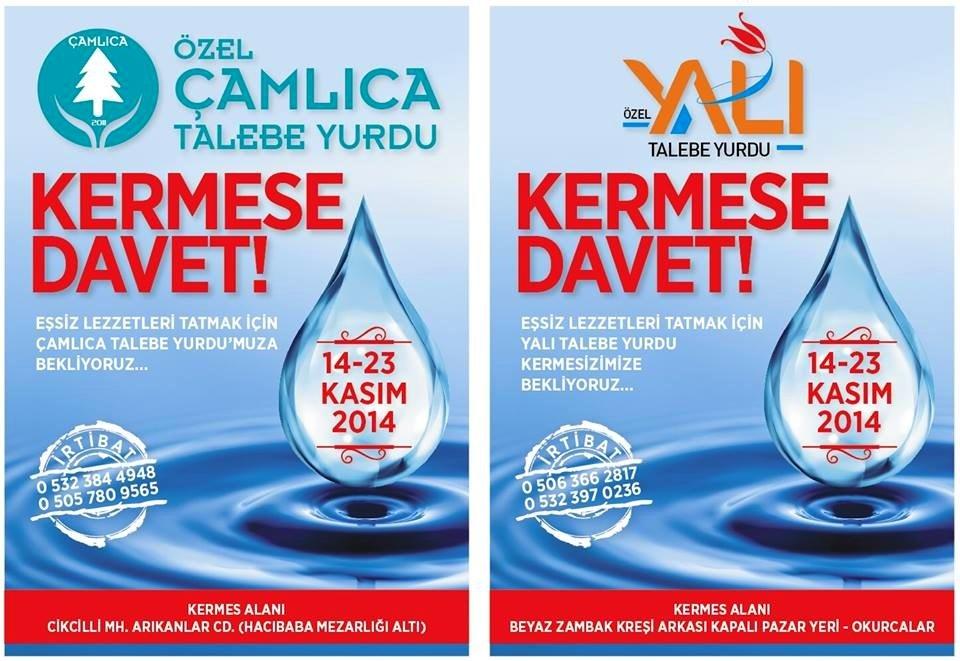 ÇAMLICA
2011
ÖZEL
ÇAMLICA
TALEBE YURDU
KERMESE
DAVET!
EŞSİZ LEZZETLERİ TATMAK İÇİN
ÇAMLICA TALEBE YURDU'MUZA
BEKLİYORUZ...
14-23
KASIM
2014
İRTİBAT
0 532 384 4948
0 505 780 9565
KERMES ALANI
CİKCİLLİ MH. ARIKANLAR CD. (HACIBABA MEZARLIĞI ALTI)
ÖZEL
YALI
TALEBE YURDU
KERMESE
DAVET!
EŞSİZ LEZZETLERİ TATMAK İÇİN
YALI TALEBE YURDU
KERMESİZİMİZE
BEKLİYORUZ...
14-23
KASIM
2014
İRTİBAT
0 506 366 2817
0 532 397 0236
KERMES ALANI
BEYAZ ZAMBAK KREŞİ ARKASI KAPALI PAZAR YERİ - OKURCALAR